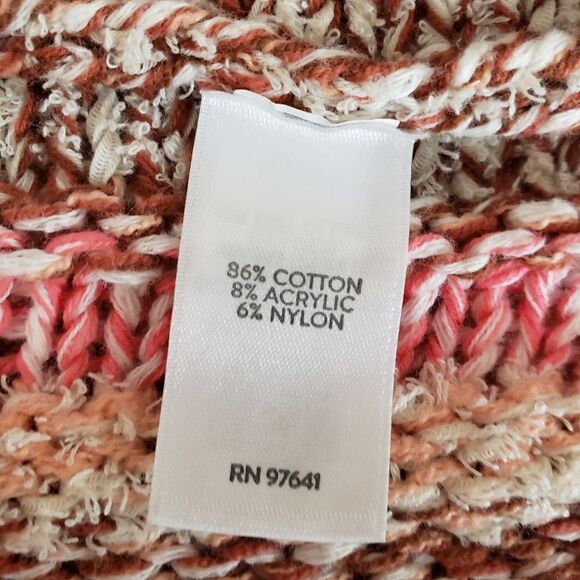 86% COTTON
8% ACRYLIC
6% NYLON
RN 97641